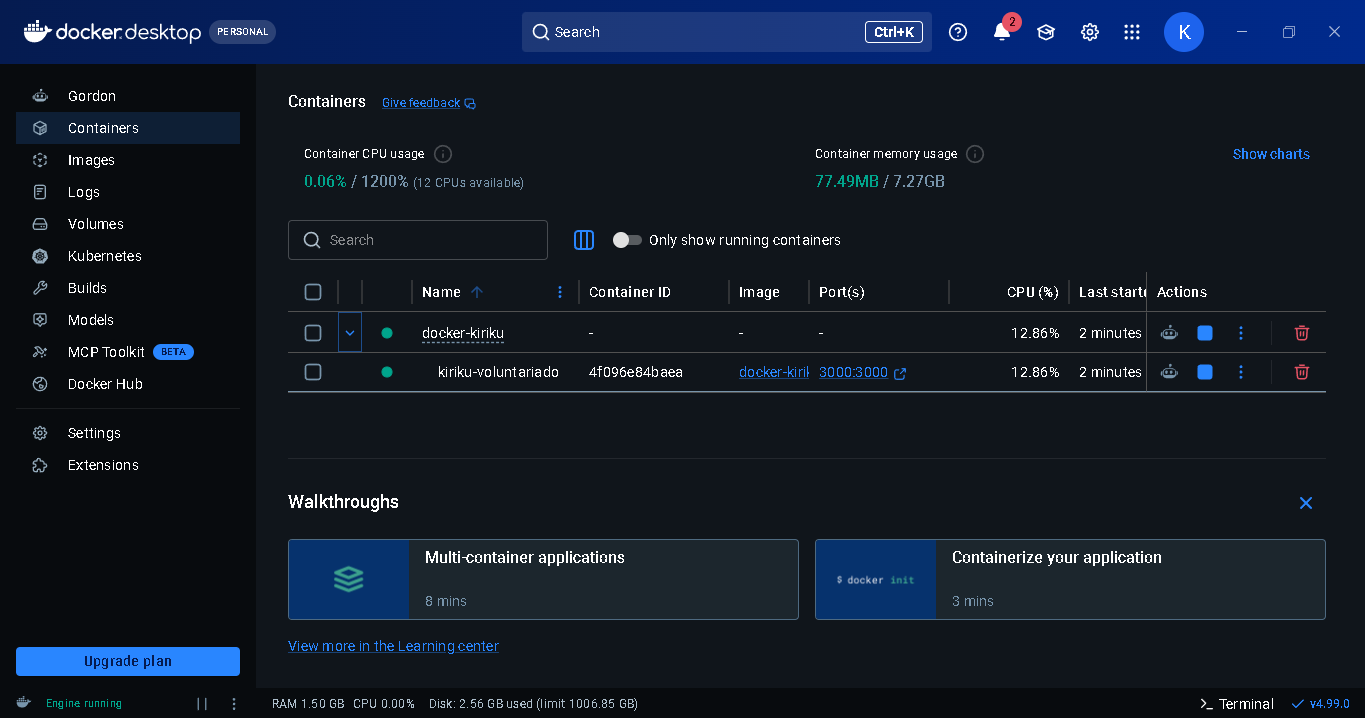 docker desktop PERSONAL Search Ctrl+K 2 K
Gordon
Containers
Images
Logs
Volumes
Kubernetes
Builds
Models
MCP Toolkit BETA
Docker Hub
Settings
Extensions
Upgrade plan
Containers Give feedback
Container CPU usage
0.06% / 1200% (12 CPUs available)
Container memory usage
77.49MB / 7.27GB
Show charts
Search Only show running containers
Name Container ID Image Port(s) CPU (%) Last starte Actions
docker-kiriku - - - 12.86% 2 minutes
kiriku-voluntariado 4f096e84baea docker-kirik 3000:3000 12.86% 2 minutes
Walkthroughs
Multi-container applications
8 mins
$ docker init
Containerize your application
3 mins
View more in the Learning center
Engine running RAM 1.50 GB CPU 0.00% Disk: 2.56 GB used (limit 1006.85 GB) Terminal v4.99.0